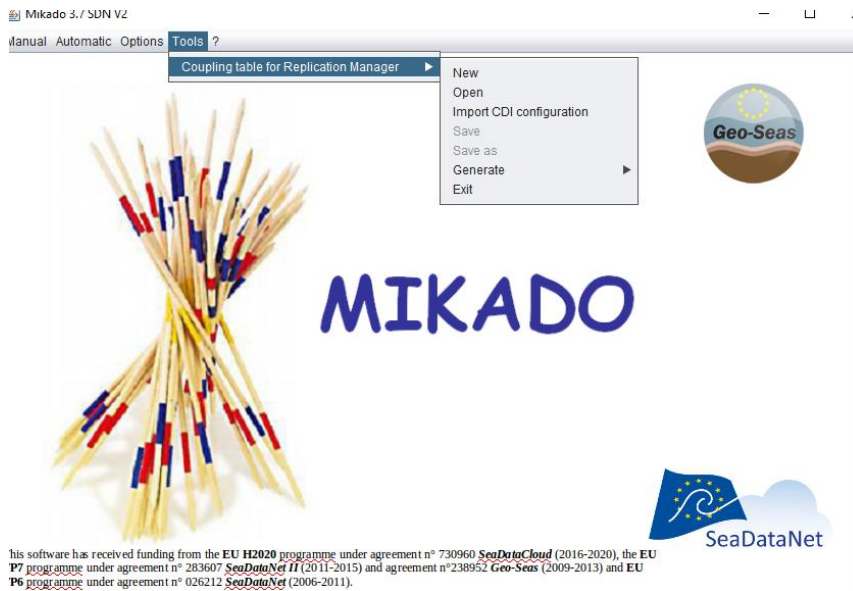 Mikado 3.7 SDN V2
Manual Automatic Options Tools ?
Coupling table for Replication Manager
New
Open
Import CDI configuration
Save
Save as
Generate
Exit
Geo-Seas
MIKADO
SeaDataNet
his software has received funding from the EU H2020 programme under agreement n° 730960 SeaDataCloud (2016-2020), the EU
P7 programme under agreement n° 283607 SeaDataNet II (2011-2015) and agreement n°238952 Geo-Seas (2009-2013) and EU
P6 programme under agreement n° 026212 SeaDataNet (2006-2011).